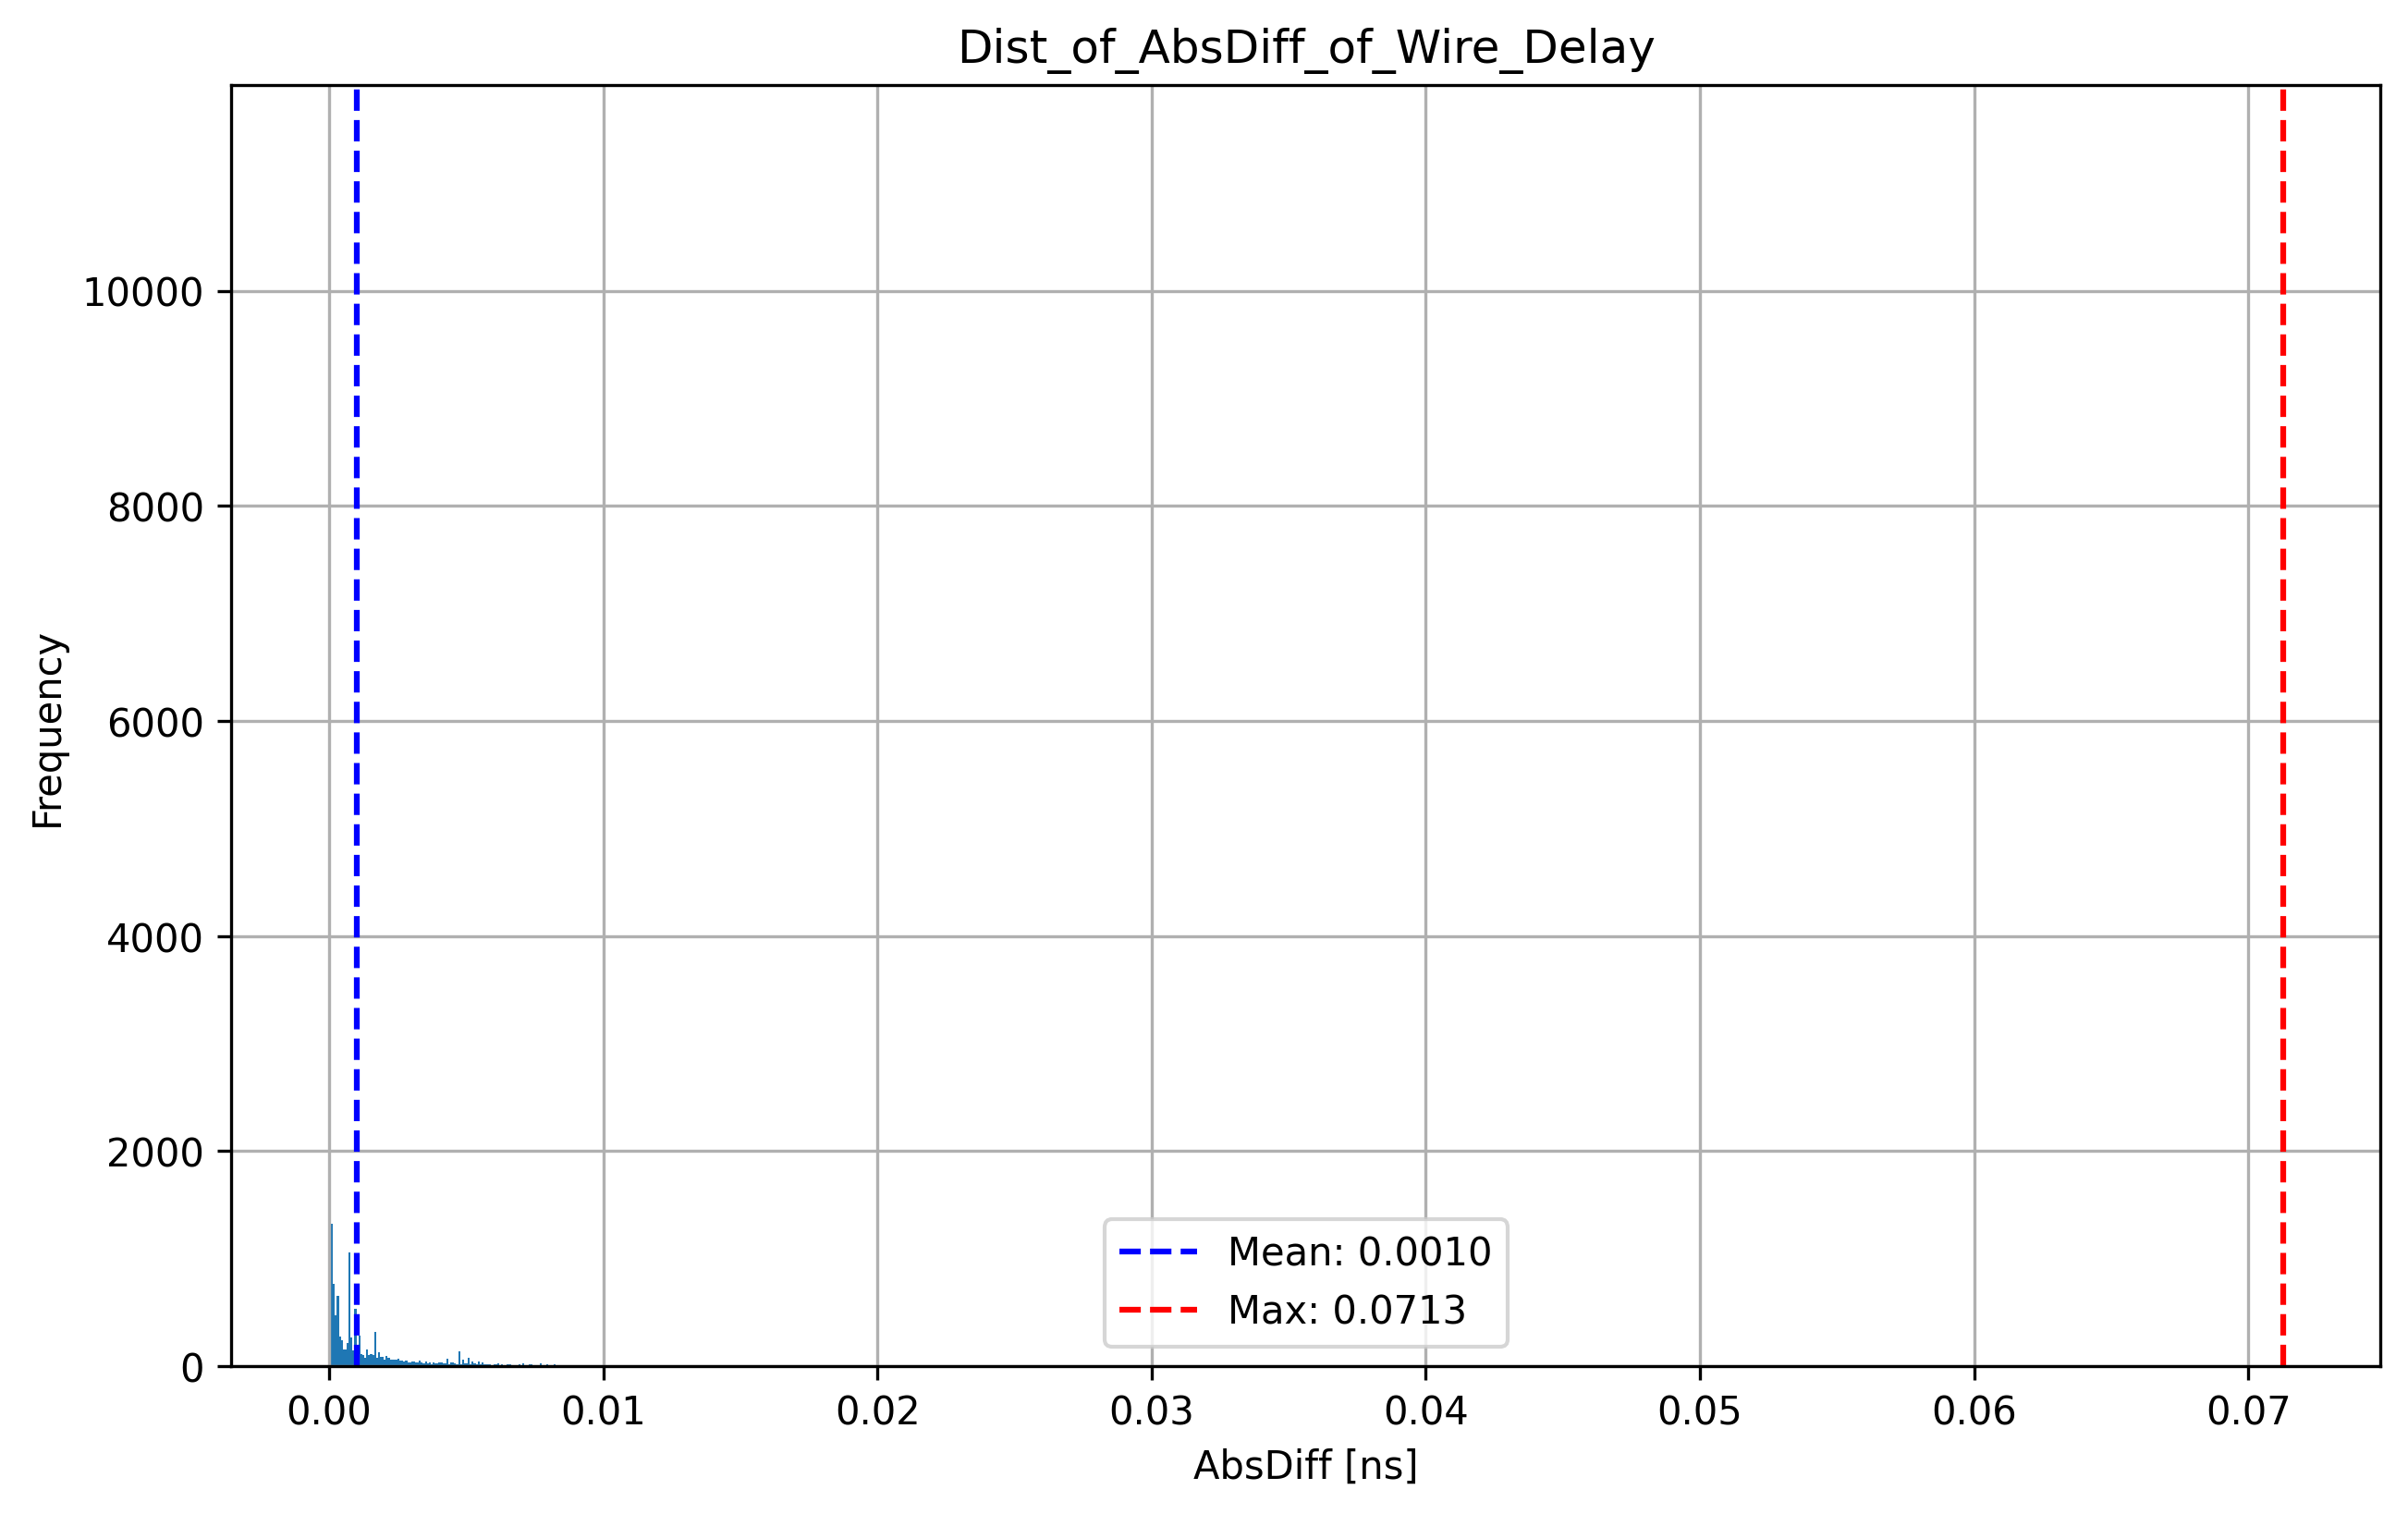 Dist_of_AbsDiff_of_Wire_Delay
Frequency
10000
8000
6000
4000
2000
0
Mean: 0.0010
Max: 0.0713
0.00 0.01 0.02 0.03 0.04 0.05 0.06 0.07
AbsDiff [ns]